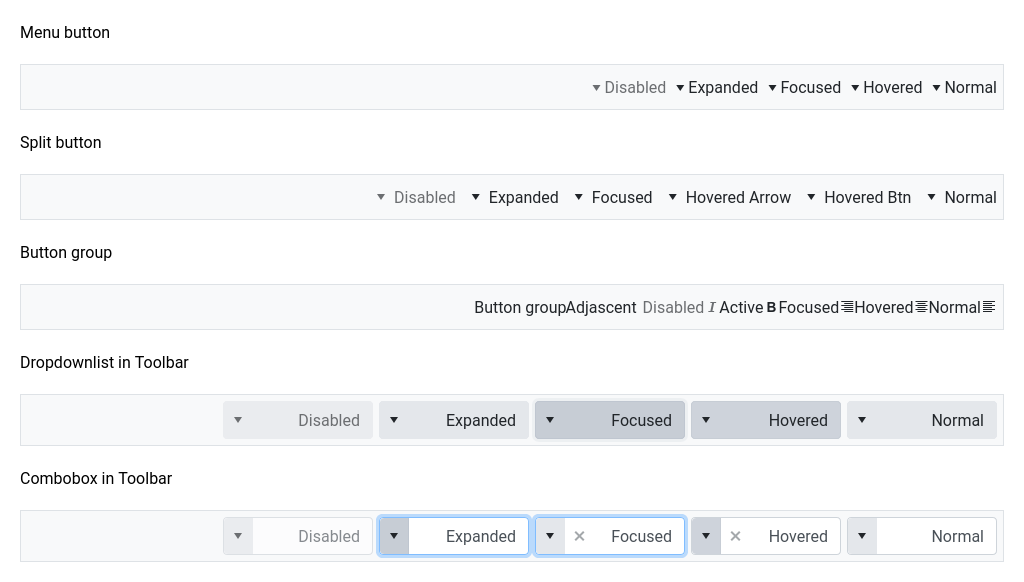 Menu button
Disabled Expanded Focused Hovered Normal
Split button
Disabled Expanded Focused Hovered Arrow Hovered Btn Normal
Button group
Button groupAdjascent Disabled I Active B Focused Hovered Normal
Dropdownlist in Toolbar
Disabled Expanded Focused Hovered Normal
Combobox in Toolbar
Disabled Expanded Focused Hovered Normal